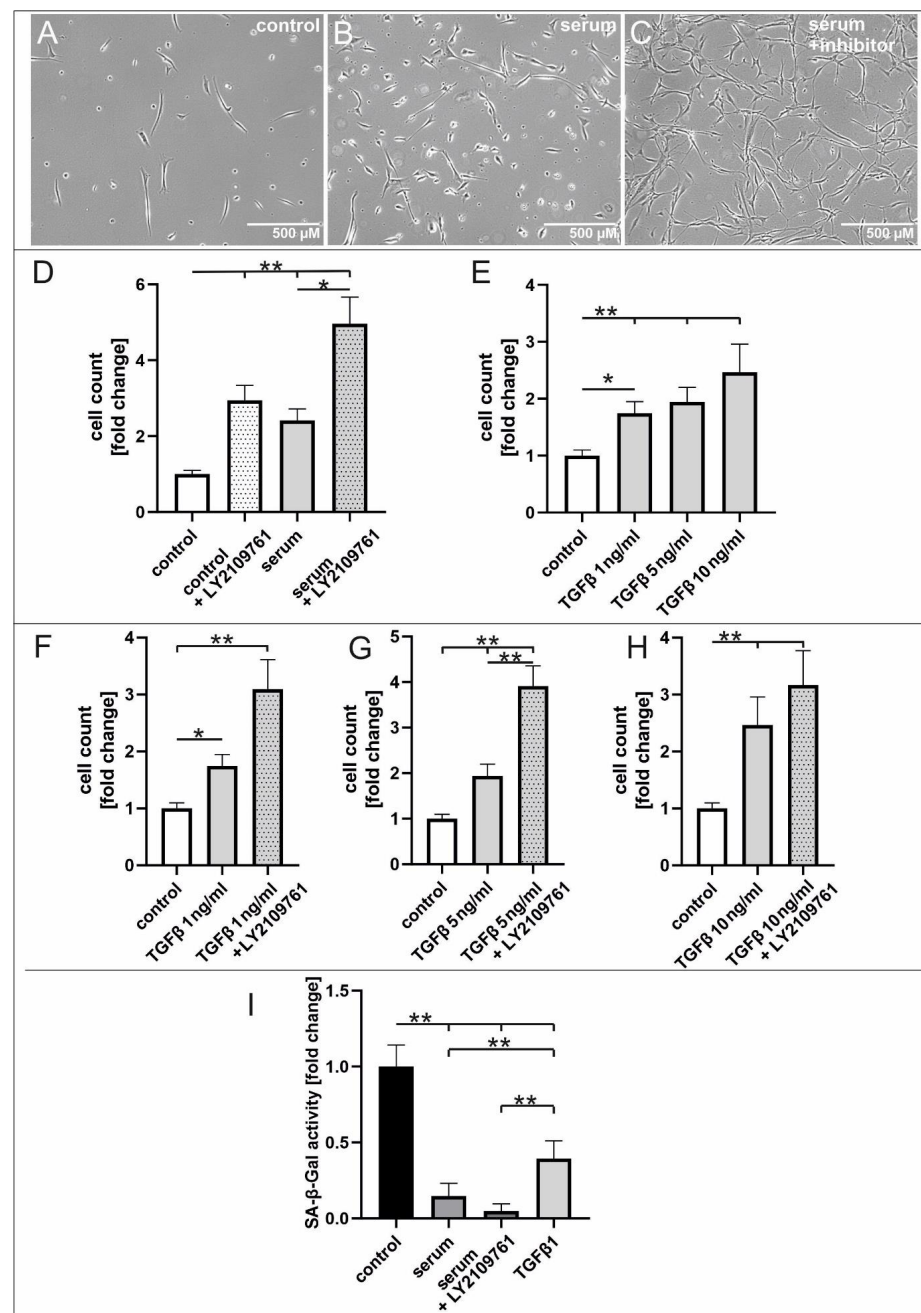 A
control
500 µM
B
serum
500 µM
C
serum
+inhibitor
500 µM
D
cell count
[fold change]
6
4
2
0
**
*
control
control
+ LY2109761
serum
serum
+ LY2109761
E
cell count
[fold change]
4
3
2
1
0
**
*
control
TGFβ 1 ng/ml
TGFβ 5 ng/ml
TGFβ 10 ng/ml
F
cell count
[fold change]
4
3
2
1
0
**
*
control
TGFβ 1 ng/ml
TGFβ 1 ng/ml
+ LY2109761
G
cell count
[fold change]
5
4
3
2
1
0
**
**
control
TGFβ 5 ng/ml
TGFβ 5 ng/ml
+ LY2109761
H
cell count
[fold change]
4
3
2
1
0
**
control
TGFβ 10 ng/ml
TGFβ 10 ng/ml
+ LY2109761
I
SA-β-Gal activity [fold change]
1.5
1.0
0.5
0.0
**
**
**
control
serum
serum
+ LY2109761
TGFβ1